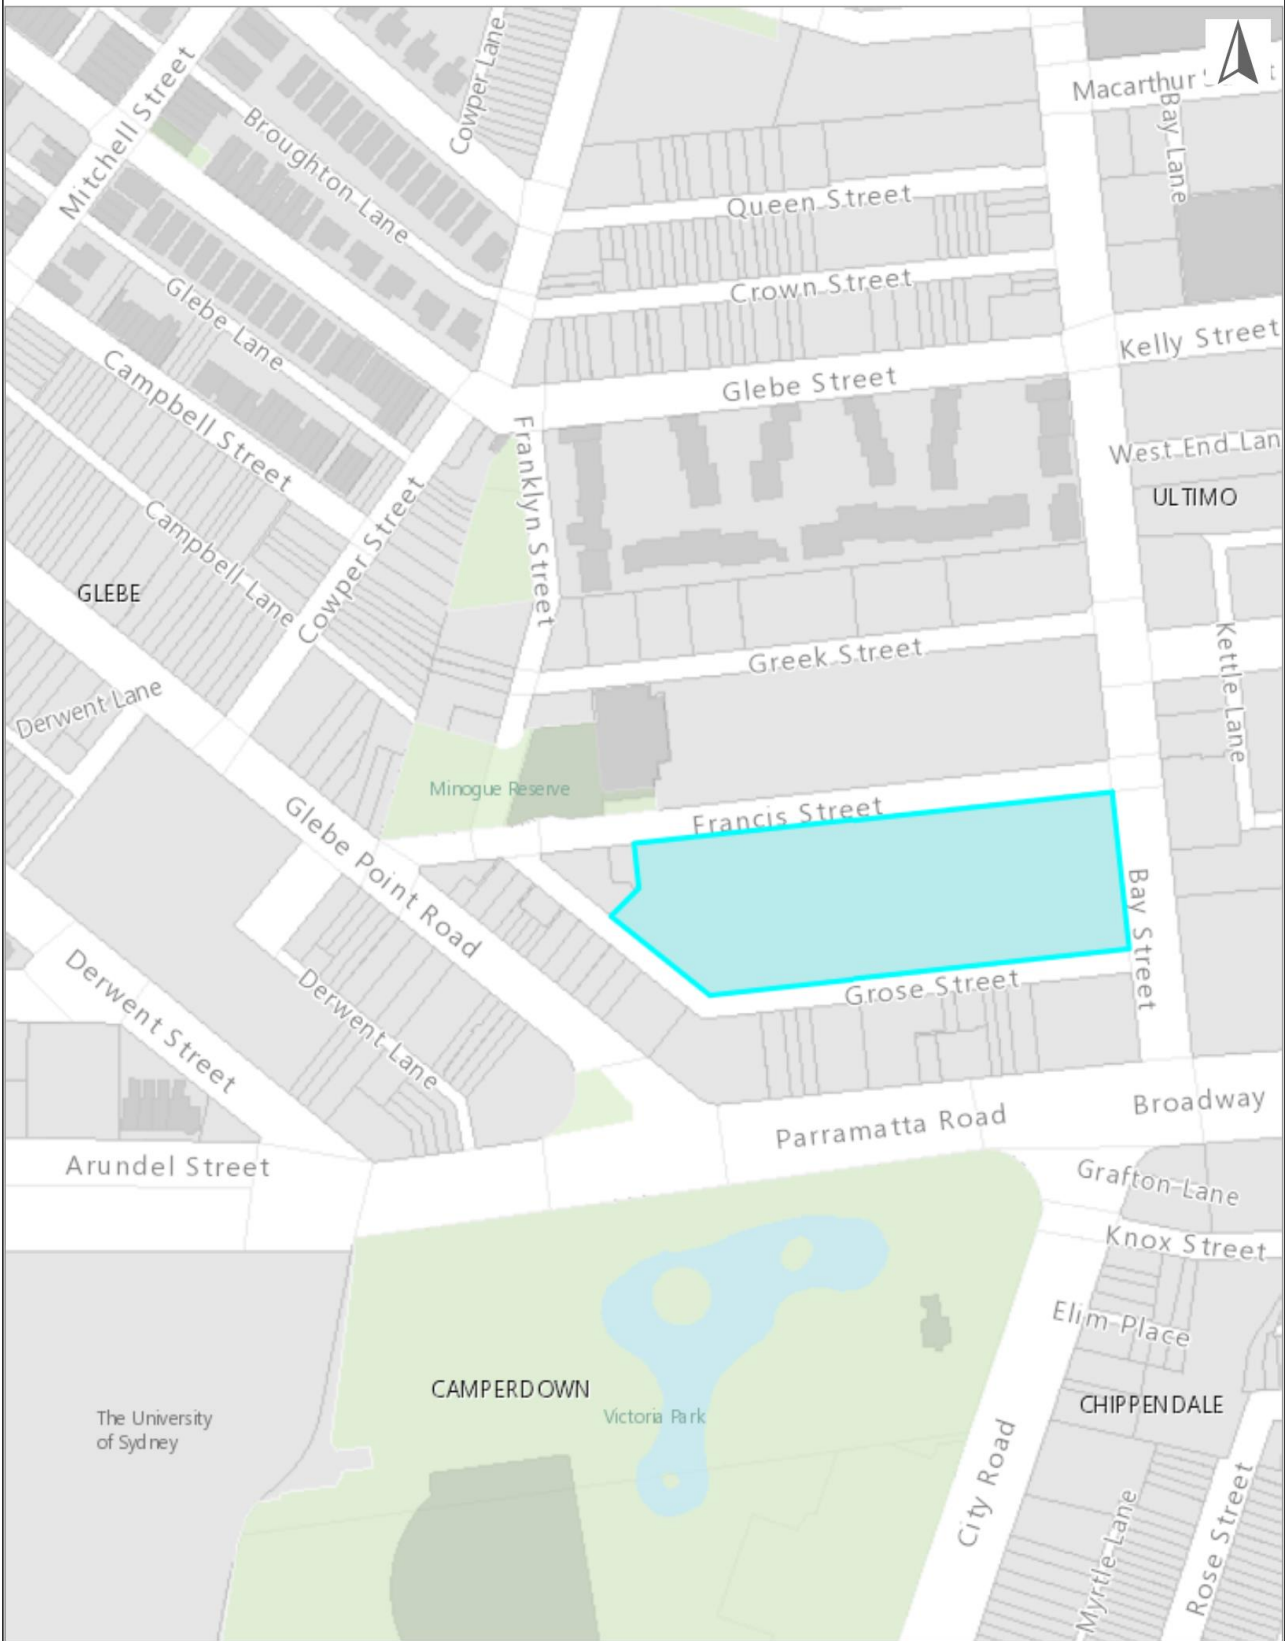 Cowper Lane
Mitchell Street
Macarthur
Bay Lane
Broughton Lane
Queen Street
Crown Street
Glebe Lane
Kelly Street
Glebe Street
Campbell Street
Franklyn Street
West End Lan
ULTIMO
Campbell Lane
Cowper Street
GLEBE
Greek Street
Kettle Lane
Derwent Lane
Minogue Reserve
Francis Street
Glebe Point Road
Bay Street
Derwent Street
Derwent Lane
Grose Street
Parramatta Road
Broadway
Arundel Street
Grafton Lane
Knox Street
Elim Place
CAMPERDOWN
CHIPPENDALE
The University
of Sydney
Victoria Park
City Road
Myrtle Lane
Rose Street